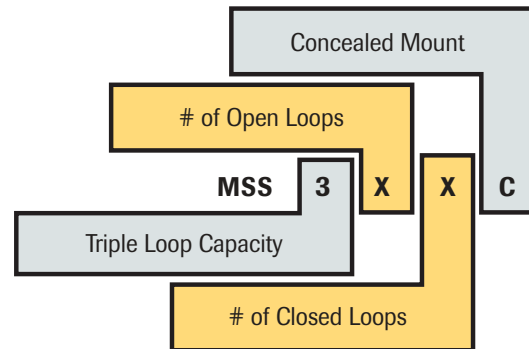 Concealed Mount
# of Open Loops
MSS 3 X X C
Triple Loop Capacity
# of Closed Loops